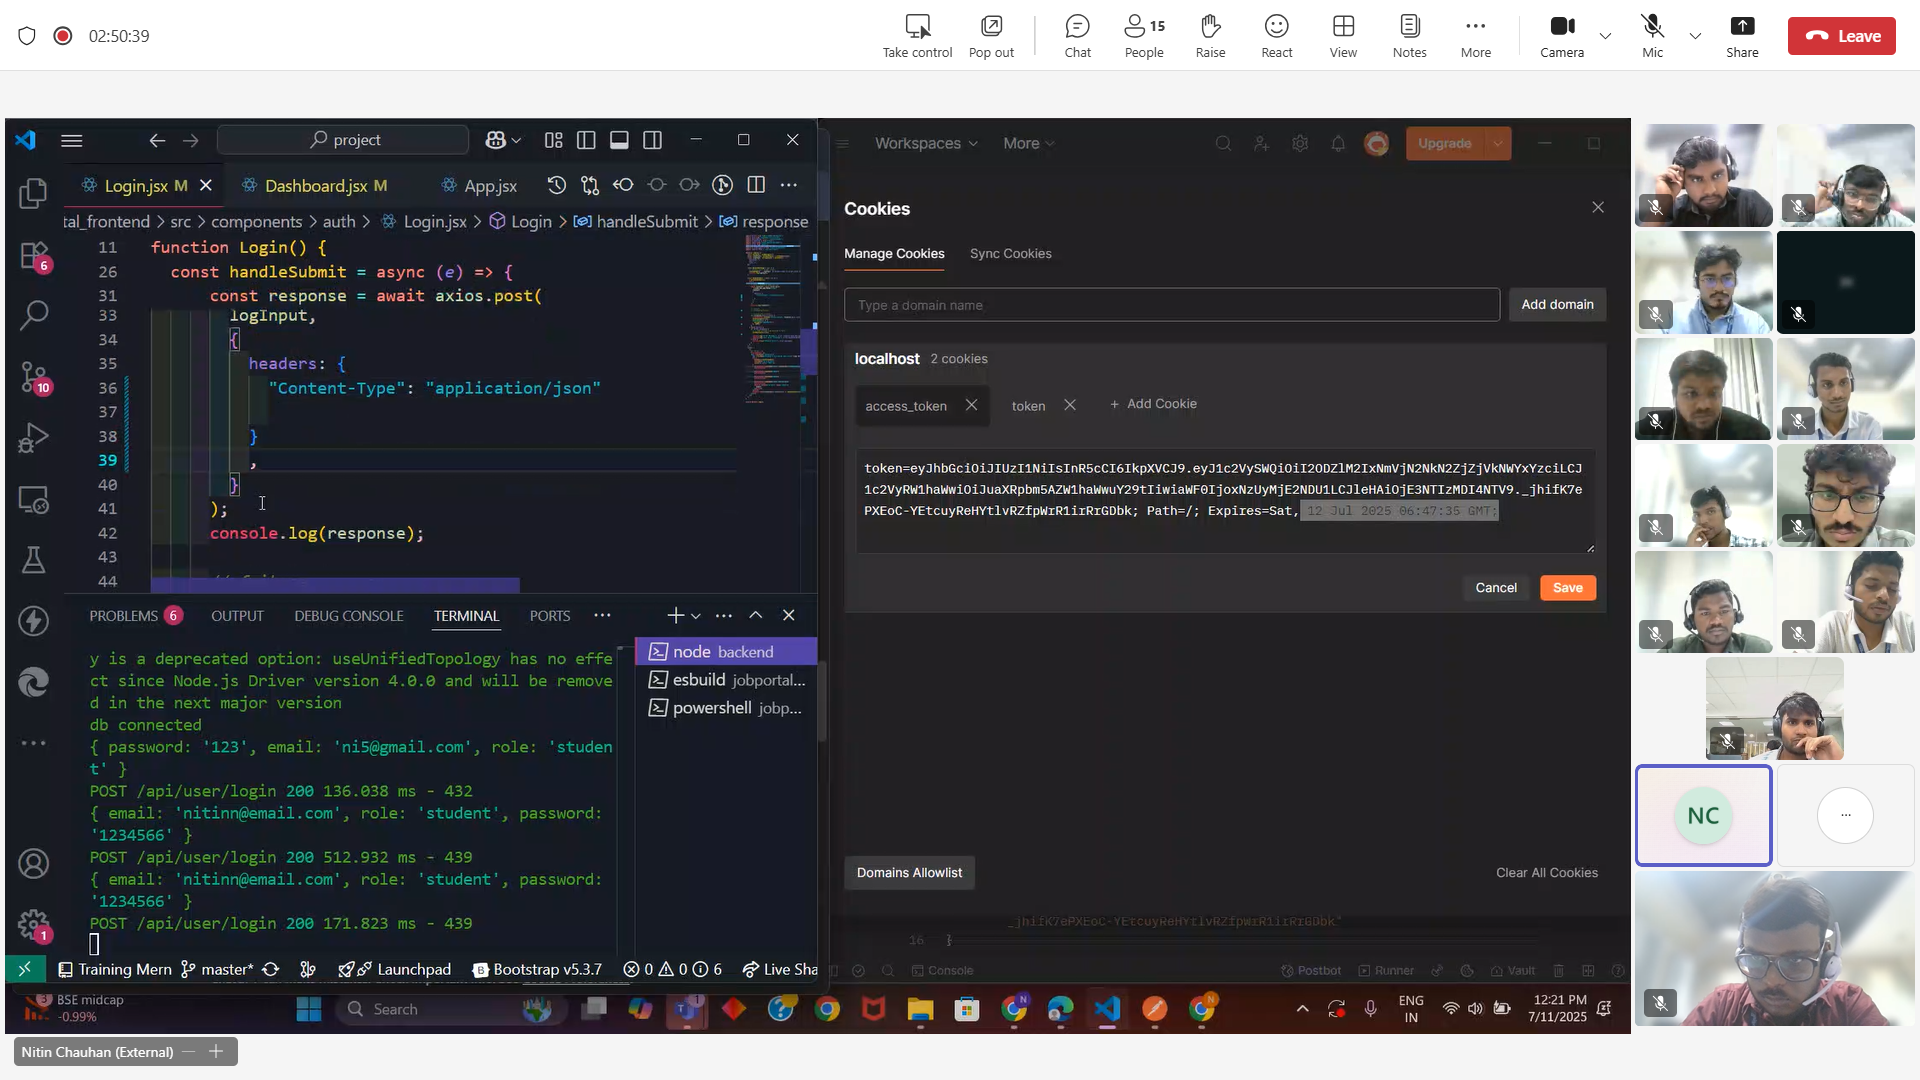 02:50:39
Take control
Pop out
Chat
15
People
Raise
React
View
Notes
More
Camera
Mic
Share
Leave
project
Login.jsx M
Dashboard.jsx M
App.jsx
tal_frontend > src > components > auth > Login.jsx > Login > handleSubmit > response
11 function Login() {
26 const handleSubmit = async (e) => {
31 const response = await axios.post(
33 logInput,
34 {
35 headers: {
36 "Content-Type": "application/json"
37
38 }
39 ,
40 }
41 );
42 console.log(response);
43
44
6
10
1
PROBLEMS 6
OUTPUT
DEBUG CONSOLE
TERMINAL
PORTS
y is a deprecated option: useUnifiedTopology has no effe
ct since Node.js Driver version 4.0.0 and will be remove
d in the next major version
db connected
{ password: '123', email: 'ni5@gmail.com', role: 'studen
t' }
POST /api/user/login 200 136.038 ms - 432
{ email: 'nitinn@email.com', role: 'student', password:
'1234566' }
POST /api/user/login 200 512.932 ms - 439
{ email: 'nitinn@email.com', role: 'student', password:
'1234566' }
POST /api/user/login 200 171.823 ms - 439
node backend
esbuild jobportal...
powershell jobp...
Training Mern
master*
Launchpad
Bootstrap v5.3.7
0 0 6
Live Sha
Workspaces
More
Upgrade
Cookies
Manage Cookies
Sync Cookies
Type a domain name
Add domain
localhost 2 cookies
access_token
token
+ Add Cookie
token=eyJhbGciOiJIUzI1NiIsInR5cCI6IkpXVCJ9.eyJ1c2VySWQiOiI2ODZlM2IxNmVjN2NkN2ZjZjVkNWYxYzciLCJ
1c2VyRW1haWwiOiJuaXRpbm5AZW1haWwuY29tIiwiaWF0IjoxNzUyMjE2NDU1LCJleHAiOjE3NTIzMDI4NTV9._jhifK7e
PXEoC-YEtcuyReHYtlvRZfpWrR1irRrGDbk; Path=/; Expires=Sat, 12 Jul 2025 06:47:35 GMT;
Cancel
Save
Domains Allowlist
Clear All Cookies
_jhifK7ePXEoC-YEtcuyReHYtlvRZfpWrR1irRrGDbk"
16 }
Console
Postbot
Runner
Vault
NC
BSE midcap
-0.99%
3
Search
ENG
IN
12:21 PM
7/11/2025
Nitin Chauhan (External)